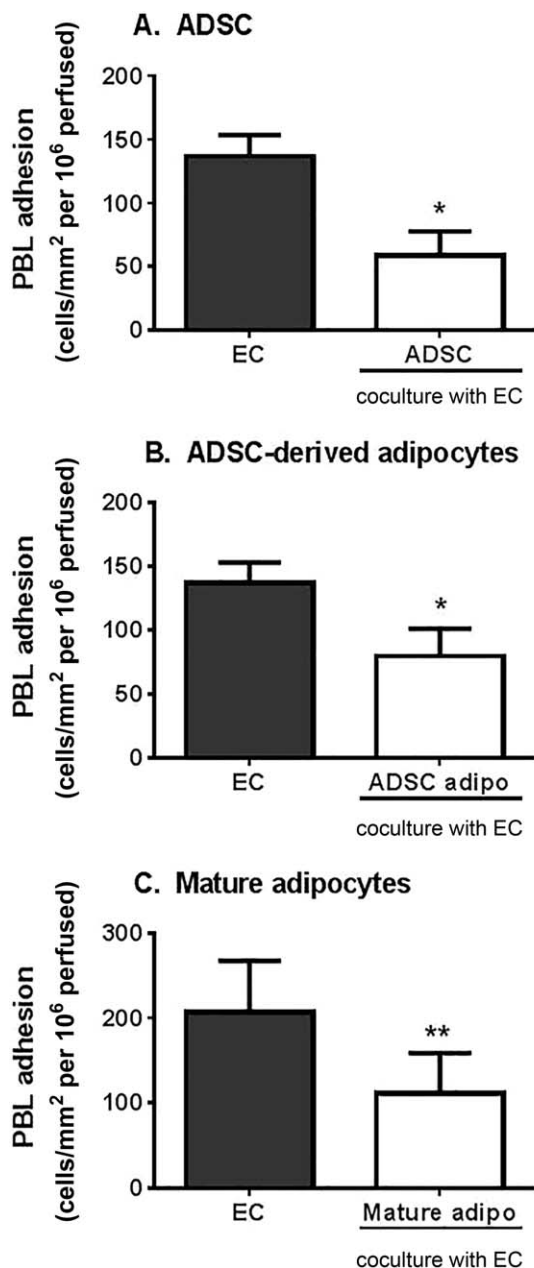 A. ADSC
PBL adhesion
(cells/mm² per 10⁶ perfused)
200
150
100
50
0
*
EC
ADSC
coculture with EC
B. ADSC-derived adipocytes
PBL adhesion
(cells/mm² per 10⁶ perfused)
200
150
100
50
0
*
EC
ADSC adipo
coculture with EC
C. Mature adipocytes
PBL adhesion
(cells/mm² per 10⁶ perfused)
300
200
100
0
**
EC
Mature adipo
coculture with EC